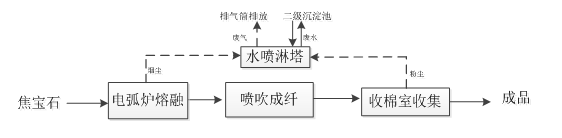 排气筒排放
二级沉淀池
废气
废水
水喷淋塔
烟尘
粉尘
焦宝石
电弧炉熔融
喷吹成纤
收棉室收集
成品